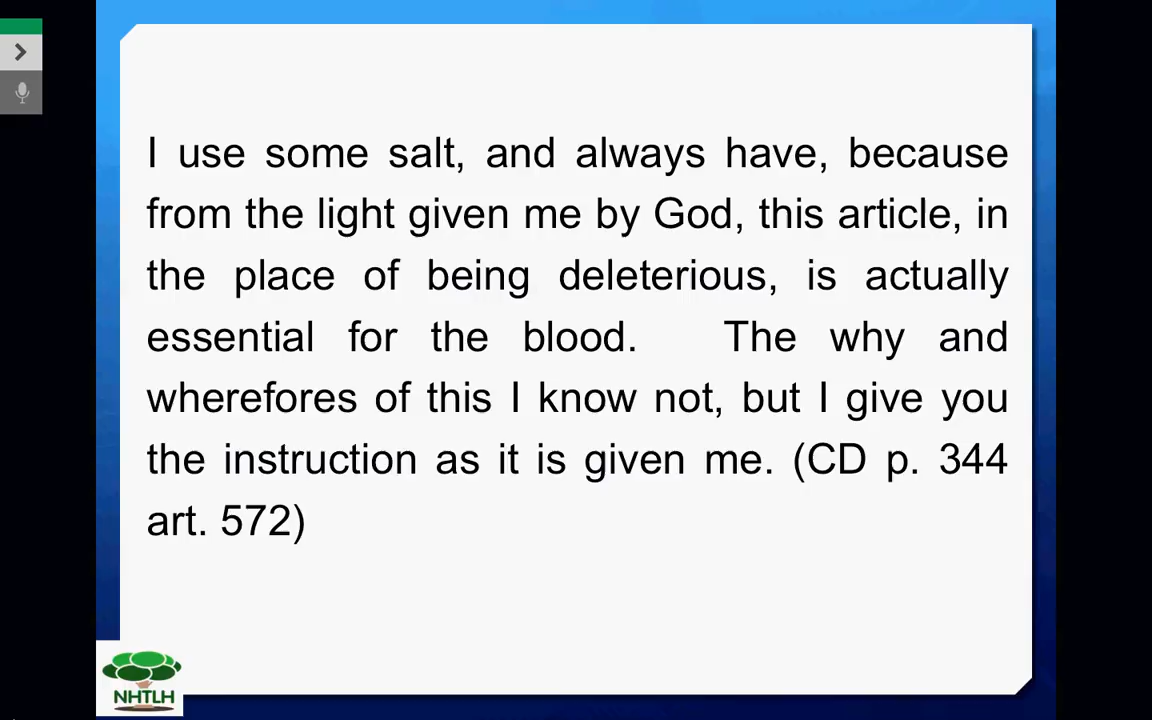 I use some salt, and always have, because
from the light given me by God, this article, in
the place of being deleterious, is actually
essential for the blood. The why and
wherefores of this I know not, but I give you
the instruction as it is given me. (CD p. 344
art. 572)
NHTLH